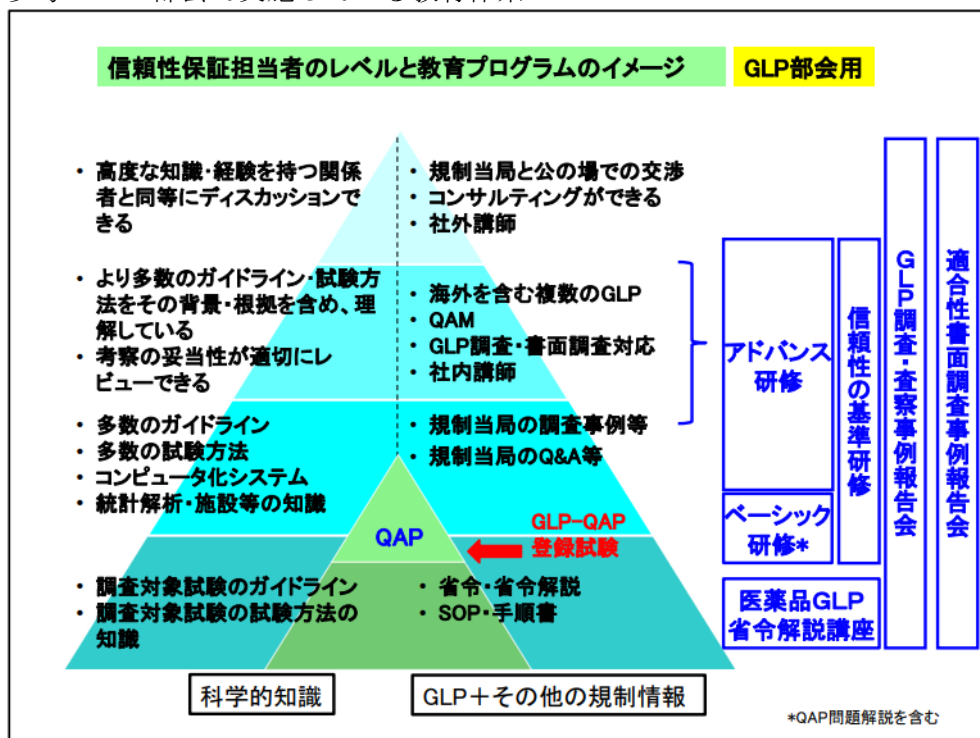 信頼性保証担当者のレベルと教育プログラムのイメージ
GLP部会用
・ 高度な知識・経験を持つ関係
者と同等にディスカッションで
きる
・ 規制当局と公の場での交渉
・ コンサルティングができる
・ 社外講師
・ より多数のガイドライン・試験方
法をその背景・根拠を含め、理
解している
・ 考察の妥当性が適切にレ
ビューできる
・ 海外を含む複数のGLP
・ QAM
・ GLP調査・書面調査対応
・ 社内講師
・ 多数のガイドライン
・ 多数の試験方法
・ コンピュータ化システム
・ 統計解析・施設等の知識
・ 規制当局の調査事例等
・ 規制当局のQ&A等
QAP
GLP-QAP
登録試験
・ 調査対象試験のガイドライン
・ 調査対象試験の試験方法の
知識
・ 省令・省令解説
・ SOP・手順書
アドバンス
研修
ベーシック
研修*
信頼性の基準研修
医薬品GLP
省令解説講座
GLP調査・査察事例報告会
適合性書面調査事例報告会
科学的知識
GLP＋その他の規制情報
*QAP問題解説を含む